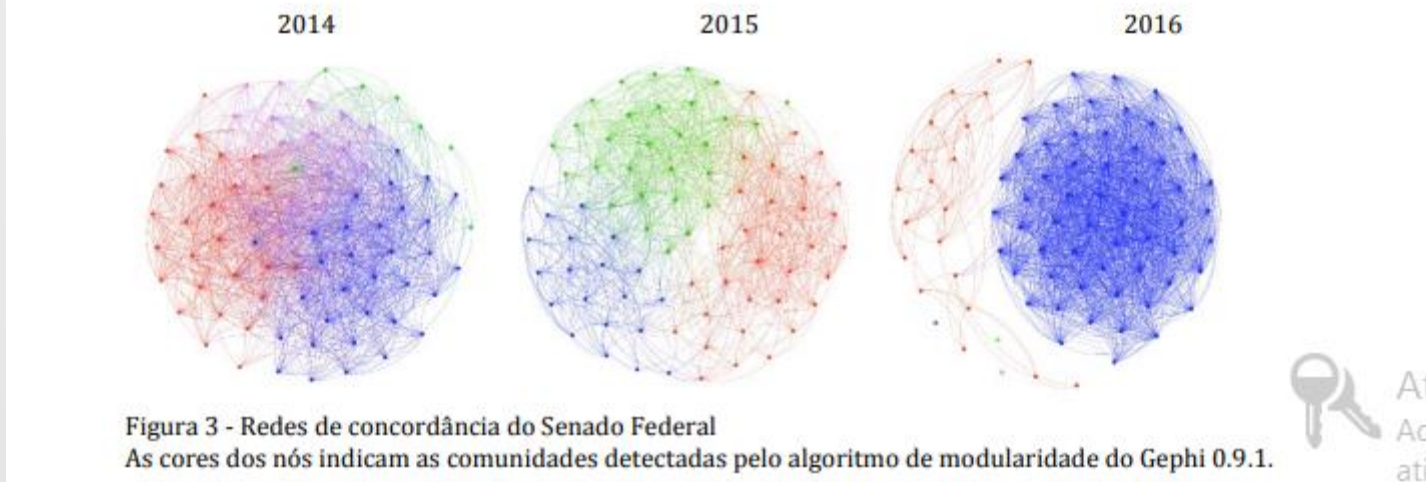 2014 2015 2016
Figura 3 - Redes de concordância do Senado Federal
As cores dos nós indicam as comunidades detectadas pelo algoritmo de modularidade do Gephi 0.9.1.